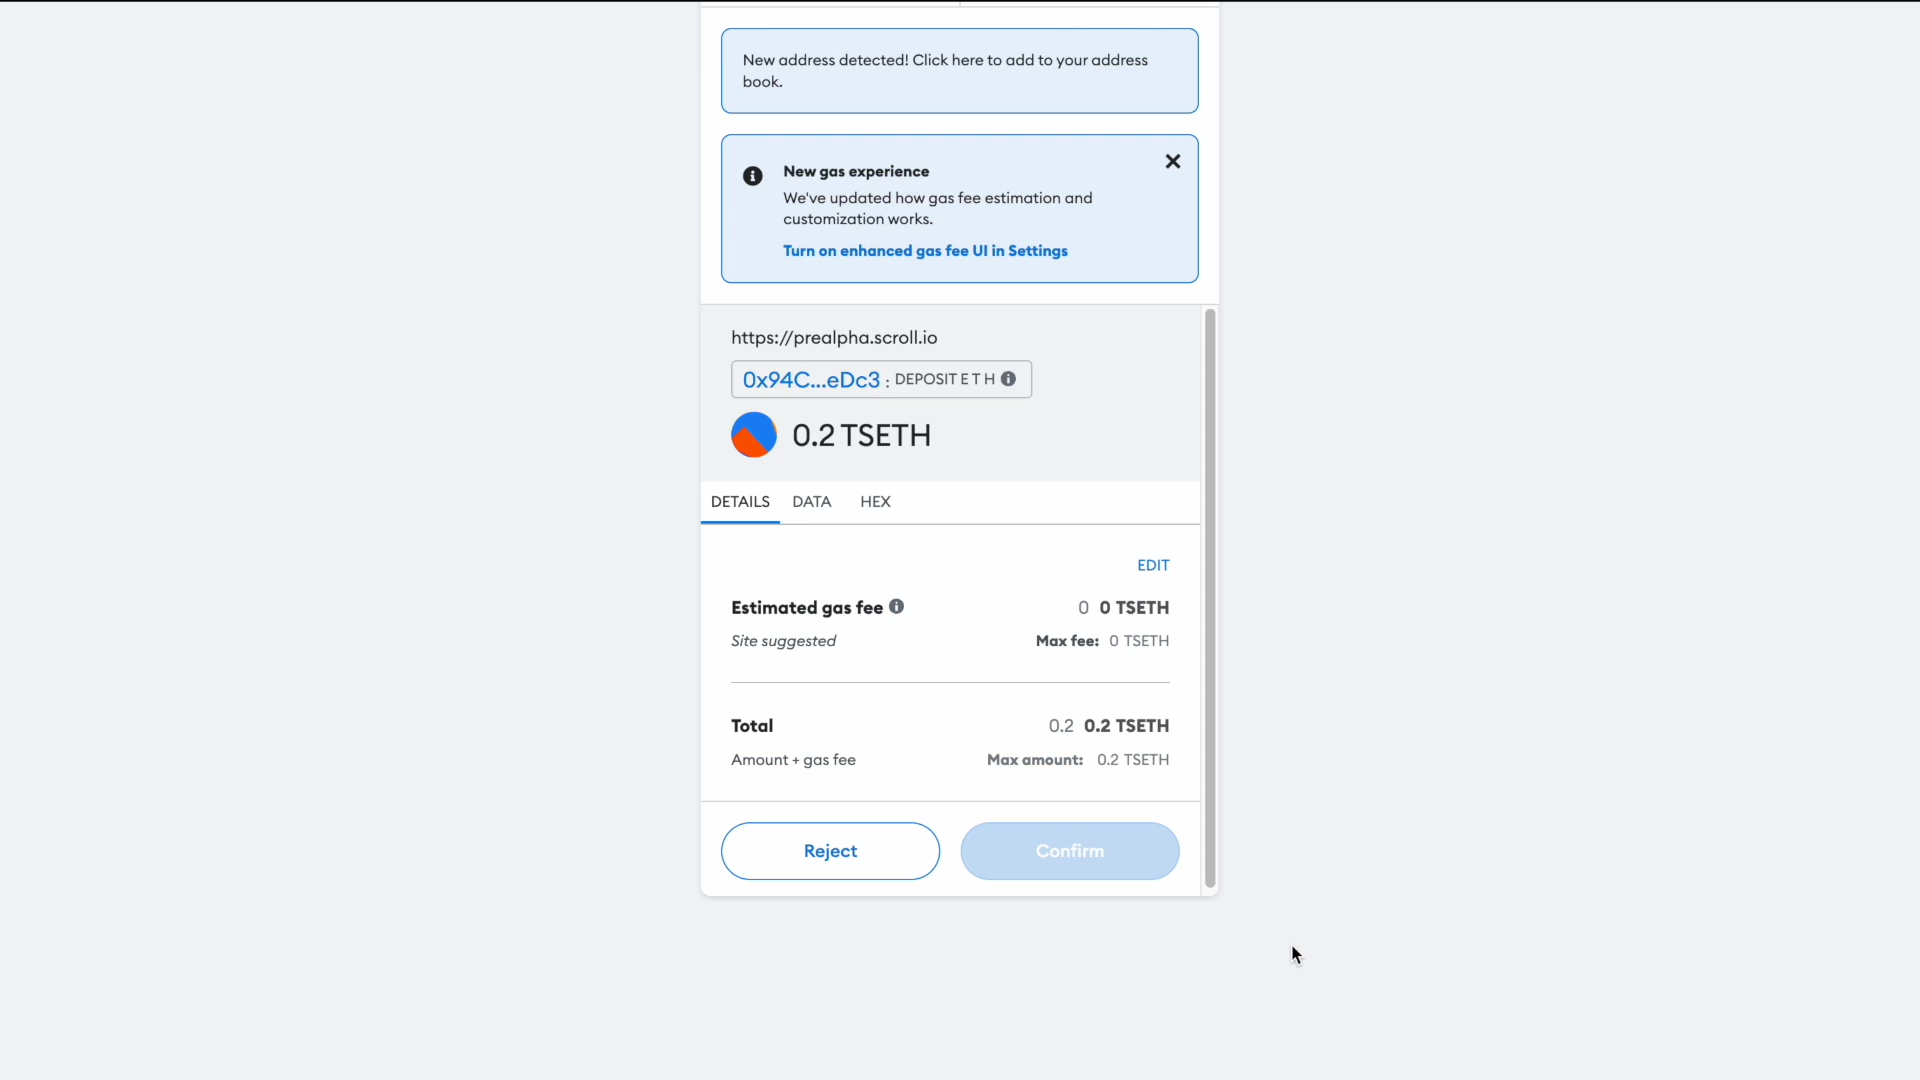 New address detected! Click here to add to your address
book.
New gas experience
We've updated how gas fee estimation and
customization works.
Turn on enhanced gas fee UI in Settings
https://prealpha.scroll.io
0x94C...eDc3 : DEPOSIT E T H
0.2 TSETH
DETAILS DATA HEX
EDIT
Estimated gas fee 0 0 TSETH
Site suggested Max fee: 0 TSETH
Total 0.2 0.2 TSETH
Amount + gas fee Max amount: 0.2 TSETH
Reject Confirm